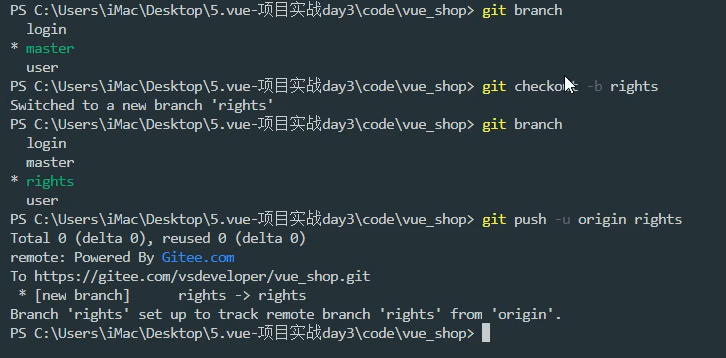 PS C:\Users\iMac\Desktop\5.vue-项目实战day3\code\vue_shop> git branch
  login
* master
  user
PS C:\Users\iMac\Desktop\5.vue-项目实战day3\code\vue_shop> git checkout -b rights
Switched to a new branch 'rights'
PS C:\Users\iMac\Desktop\5.vue-项目实战day3\code\vue_shop> git branch
  login
  master
* rights
  user
PS C:\Users\iMac\Desktop\5.vue-项目实战day3\code\vue_shop> git push -u origin rights
Total 0 (delta 0), reused 0 (delta 0)
remote: Powered By Gitee.com
To https://gitee.com/vsdeveloper/vue_shop.git
 * [new branch]      rights -> rights
Branch 'rights' set up to track remote branch 'rights' from 'origin'.
PS C:\Users\iMac\Desktop\5.vue-项目实战day3\code\vue_shop>